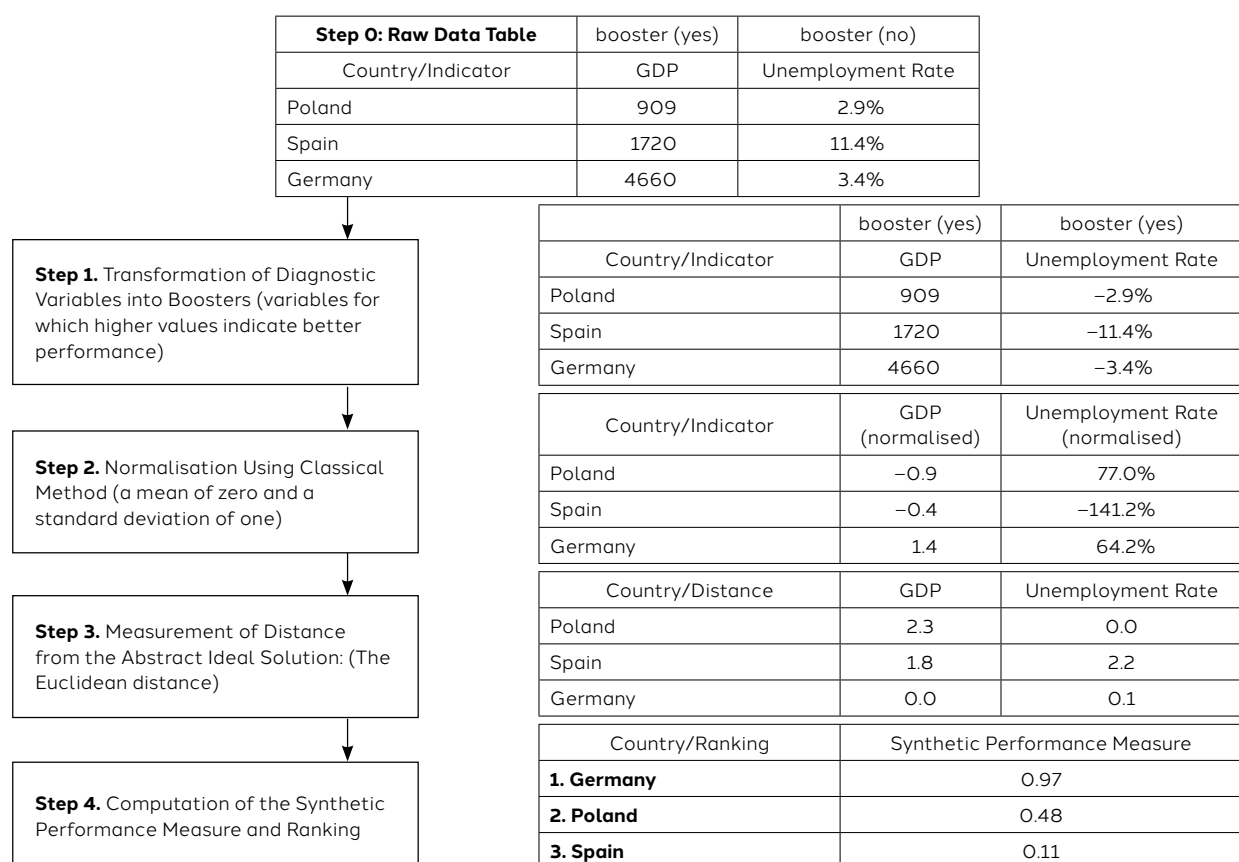 Step 0: Raw Data Table booster (yes) booster (no)
Country/Indicator GDP Unemployment Rate
Poland 909 2.9%
Spain 1720 11.4%
Germany 4660 3.4%
Step 1. Transformation of Diagnostic
Variables into Boosters (variables for
which higher values indicate better
performance)
booster (yes) booster (yes)
Country/Indicator GDP Unemployment Rate
Poland 909 –2.9%
Spain 1720 –11.4%
Germany 4660 –3.4%
Step 2. Normalisation Using Classical
Method (a mean of zero and a
standard deviation of one)
Country/Indicator GDP (normalised) Unemployment Rate (normalised)
Poland –0.9 77.0%
Spain –0.4 –141.2%
Germany 1.4 64.2%
Step 3. Measurement of Distance
from the Abstract Ideal Solution: (The
Euclidean distance)
Country/Distance GDP Unemployment Rate
Poland 2.3 0.0
Spain 1.8 2.2
Germany 0.0 0.1
Step 4. Computation of the Synthetic
Performance Measure and Ranking
Country/Ranking Synthetic Performance Measure
1. Germany 0.97
2. Poland 0.48
3. Spain 0.11